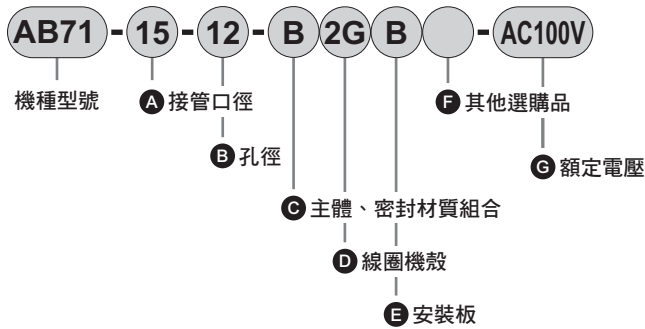 AB71 - 15 - 12 - B 2G B - AC100V
機種型號
A 接管口徑
F 其他選購品
B 孔徑
G 額定電壓
C 主體、密封材質組合
D 線圈機殼
E 安裝板